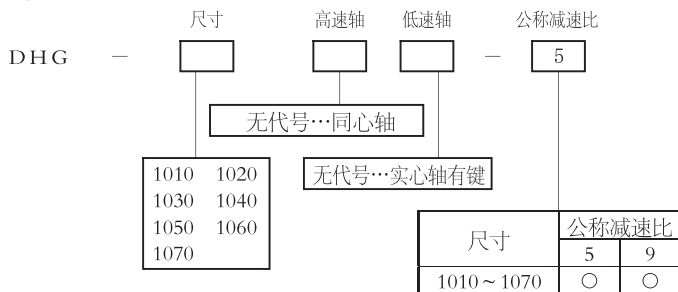 尺寸 高速轴 低速轴 公称减速比
DHG - - 5
无代号…同心轴
无代号…实心轴有键
1010 1020
1030 1040
1050 1060
1070
尺寸 公称减速比
5 9
1010～1070 ○ ○